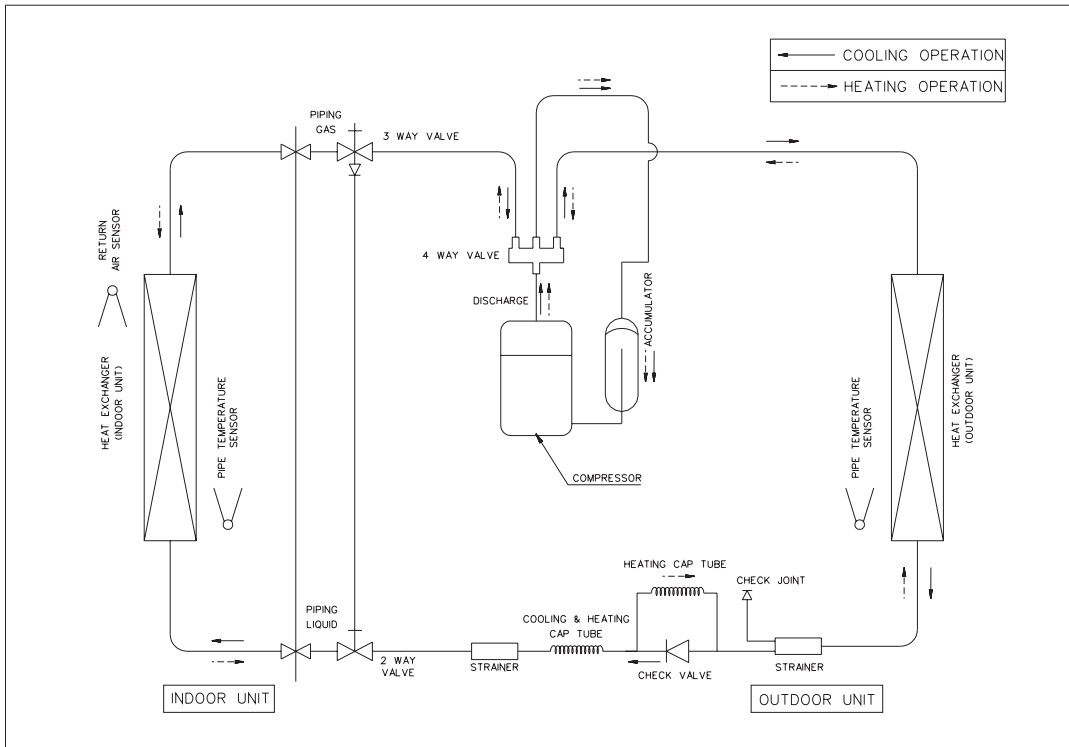 COOLING OPERATION
HEATING OPERATION
PIPING
GAS
3 WAY VALVE
RETURN
AIR SENSOR
4 WAY VALVE
DISCHARGE
ACCUMULATOR
HEAT EXCHANGER
(INDOOR UNIT)
PIPE TEMPERATURE
SENSOR
PIPE TEMPERATURE
SENSOR
HEAT EXCHANGER
(OUTDOOR UNIT)
COMPRESSOR
HEATING CAP TUBE
CHECK JOINT
PIPING
LIQUID
COOLING & HEATING
CAP TUBE
2 WAY
VALVE
STRAINER
CHECK VALVE
STRAINER
INDOOR UNIT
OUTDOOR UNIT